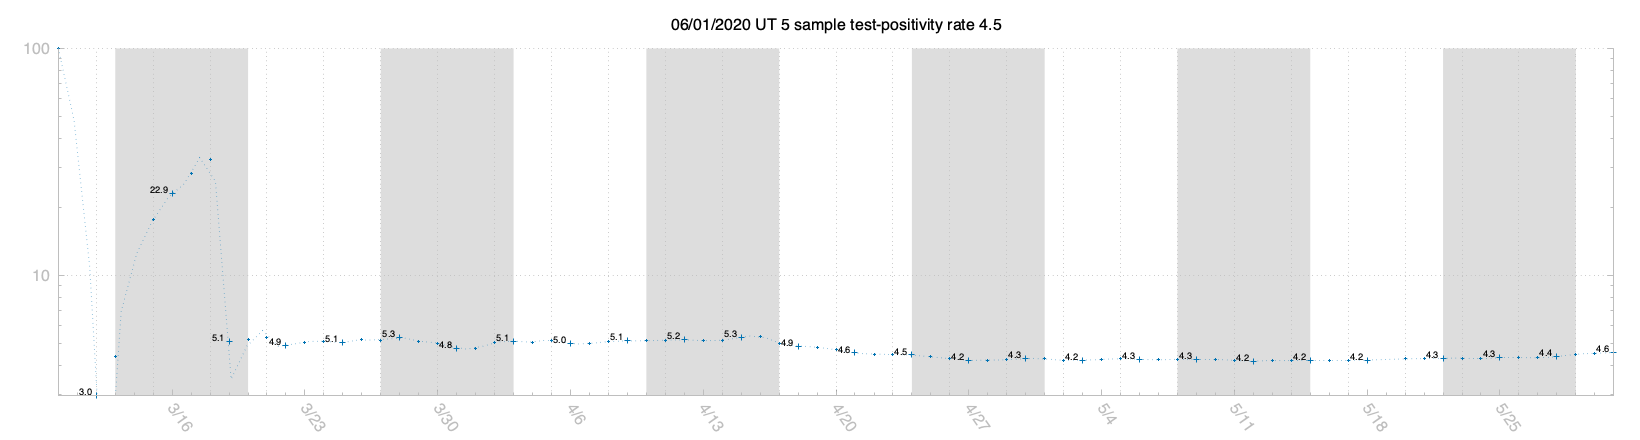 06/01/2020 UT 5 sample test-positivity rate 4.5
100
22.9
10
5.1 4.9 5.1 5.3 4.8 5.1 5.0 5.1 5.2 5.3 4.9 4.6 4.5 4.2 4.3 4.2 4.3 4.3 4.2 4.2 4.2 4.3 4.3 4.4 4.6
3.0
3/16 3/23 3/30 4/6 4/13 4/20 4/27 5/4 5/11 5/18 5/25